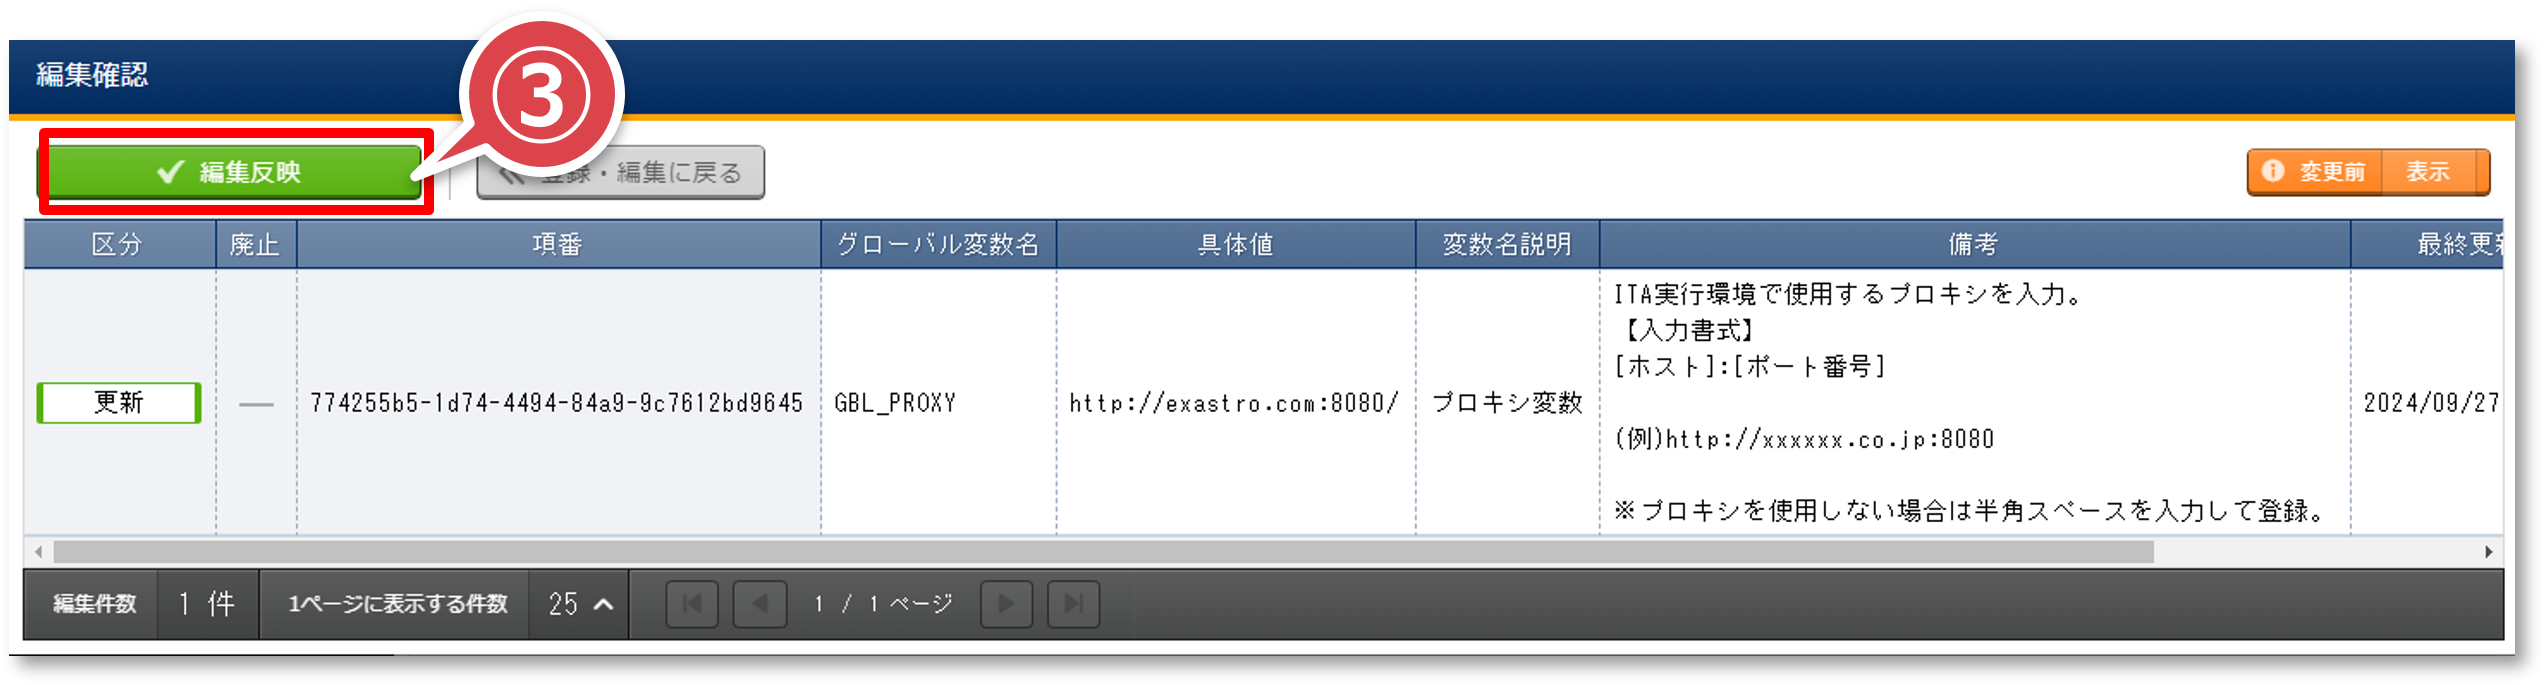 編集確認
③
編集反映
登録・編集に戻る
変更前 表示
区分 廃止 項番 グローバル変数名 具体値 変数名説明 備考 最終更新
更新 — 774255b5-1d74-4494-84a9-9c7612bd9645 GBL_PROXY http://exastro.com:8080/ プロキシ変数
ITA実行環境で使用するプロキシを入力。
【入力書式】
[ホスト]:[ポート番号]
(例)http://xxxxxx.co.jp:8080
※プロキシを使用しない場合は半角スペースを入力して登録。
2024/09/27
編集件数 1 件 1ページに表示する件数 25 1 / 1 ページ